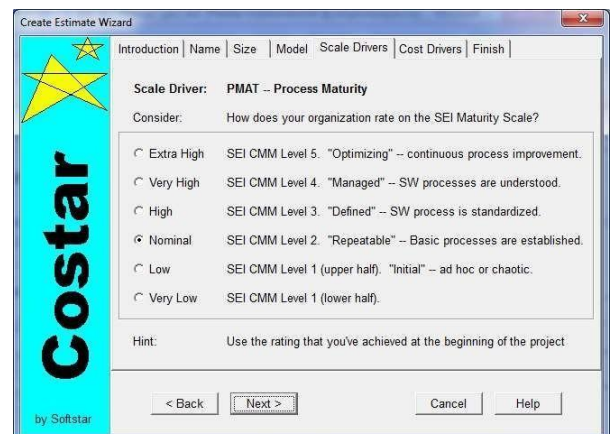 Create Estimate Wizard
Introduction Name Size Model Scale Drivers Cost Drivers Finish
Scale Driver: PMAT -- Process Maturity
Consider: How does your organization rate on the SEI Maturity Scale?
Extra High SEI CMM Level 5. "Optimizing" -- continuous process improvement.
Very High SEI CMM Level 4. "Managed" -- SW processes are understood.
High SEI CMM Level 3. "Defined" -- SW process is standardized.
Nominal SEI CMM Level 2. "Repeatable" -- Basic processes are established.
Low SEI CMM Level 1 (upper half). "Initial" -- ad hoc or chaotic.
Very Low SEI CMM Level 1 (lower half).
Hint: Use the rating that you've achieved at the beginning of the project
< Back Next > Cancel Help
Costar
by Softstar